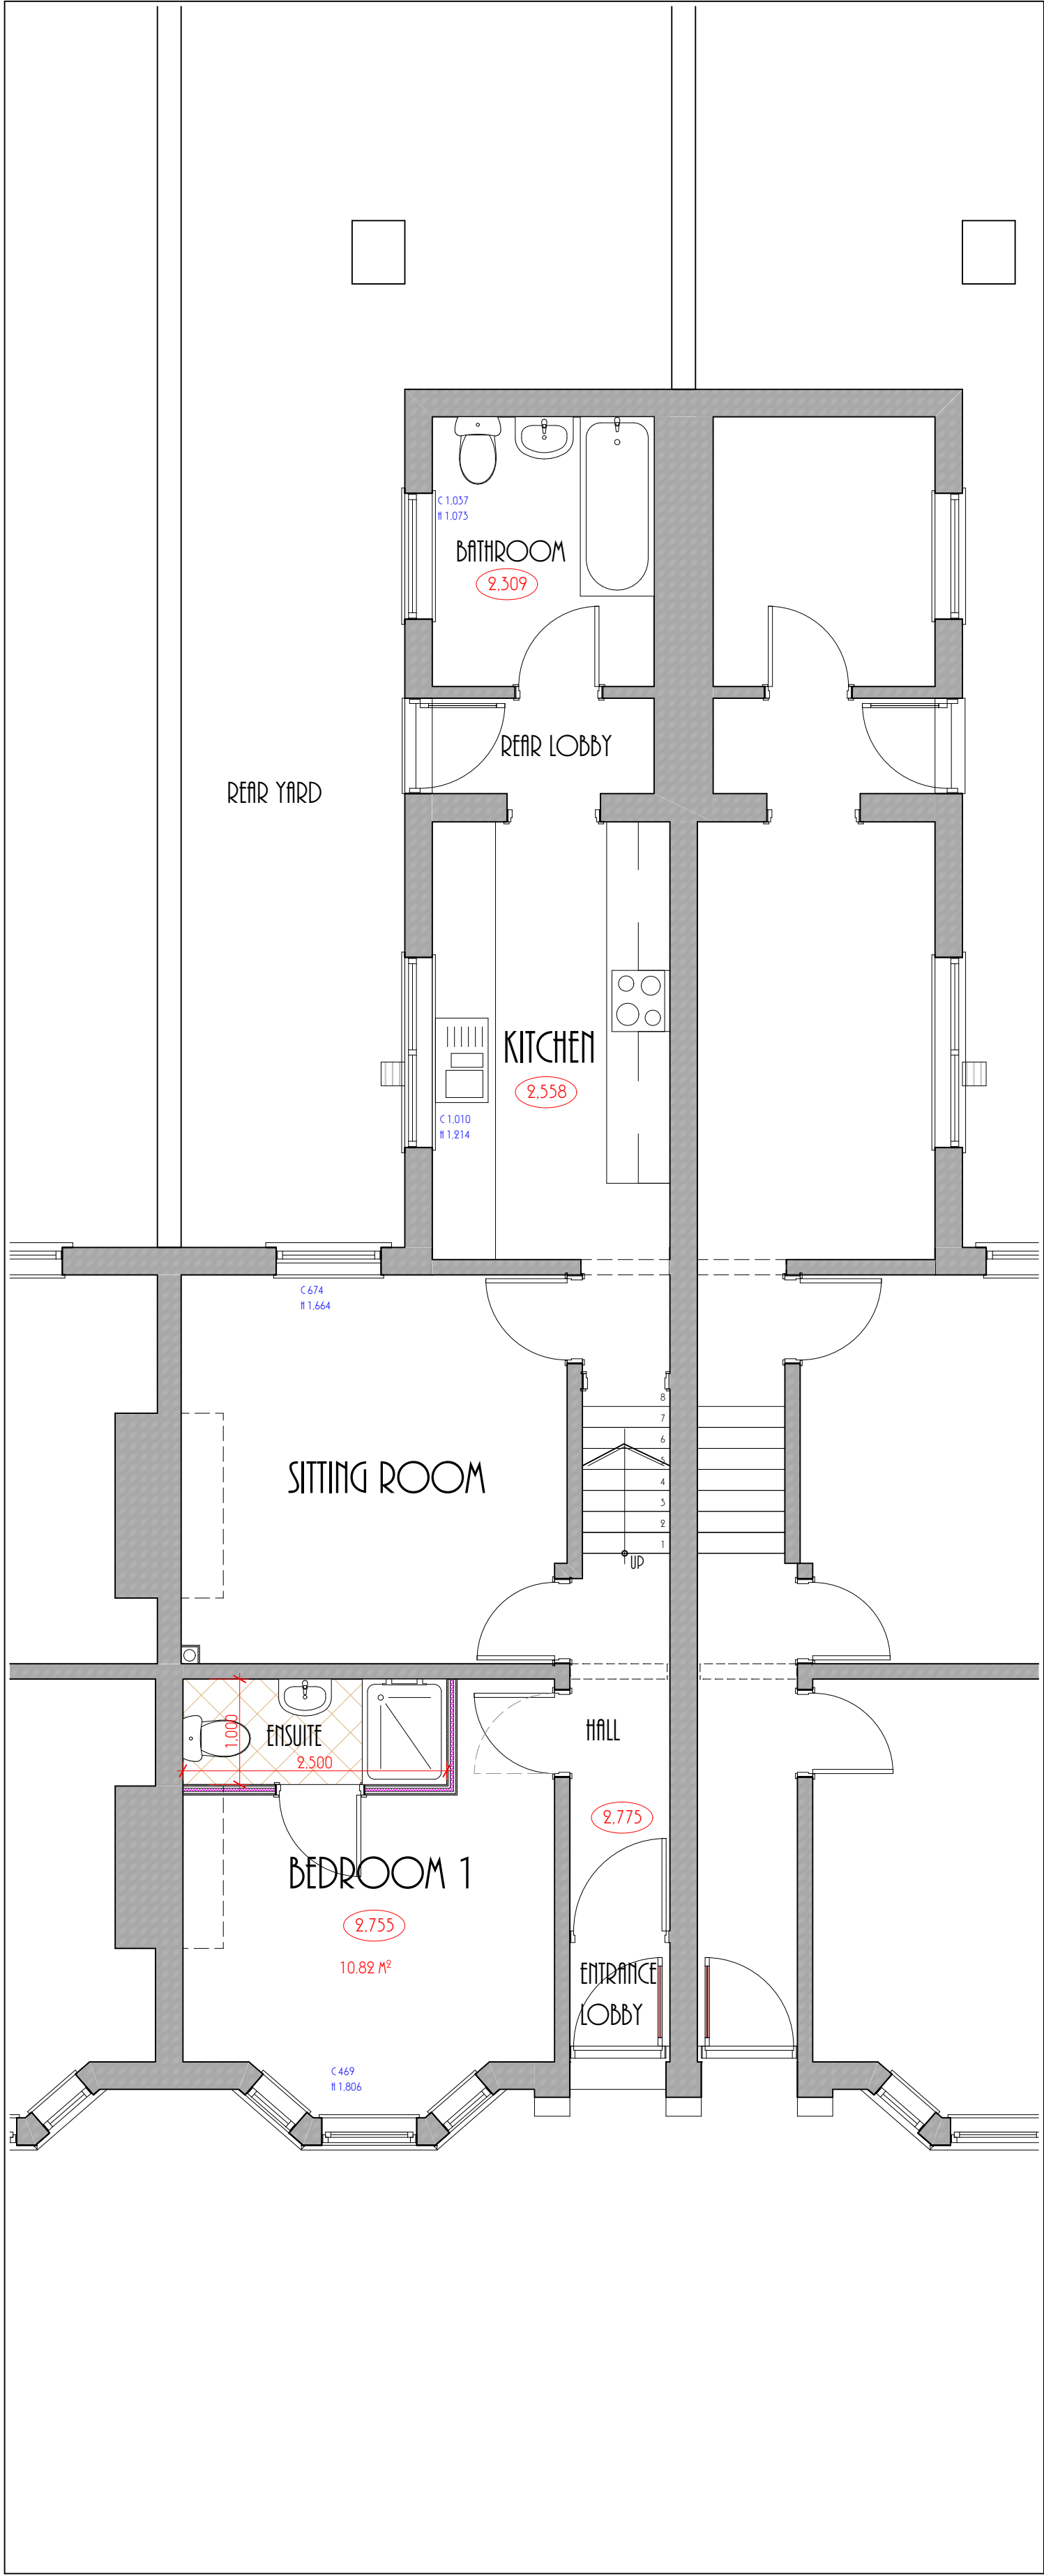 C 1,037
H 1.073
BATHROOM
2,309
REAR LOBBY
REAR YARD
KITCHEN
2,558
C 1,010
H 1,214
C 674
H 1.664
8
7
6
5
4
3
2
1
UP
SITTING ROOM
1.000
ENSUITE
2,500
HALL
2,775
BEDROOM 1
2,755
10.82 M²
ENTRANCE
LOBBY
C 469
H 1.806